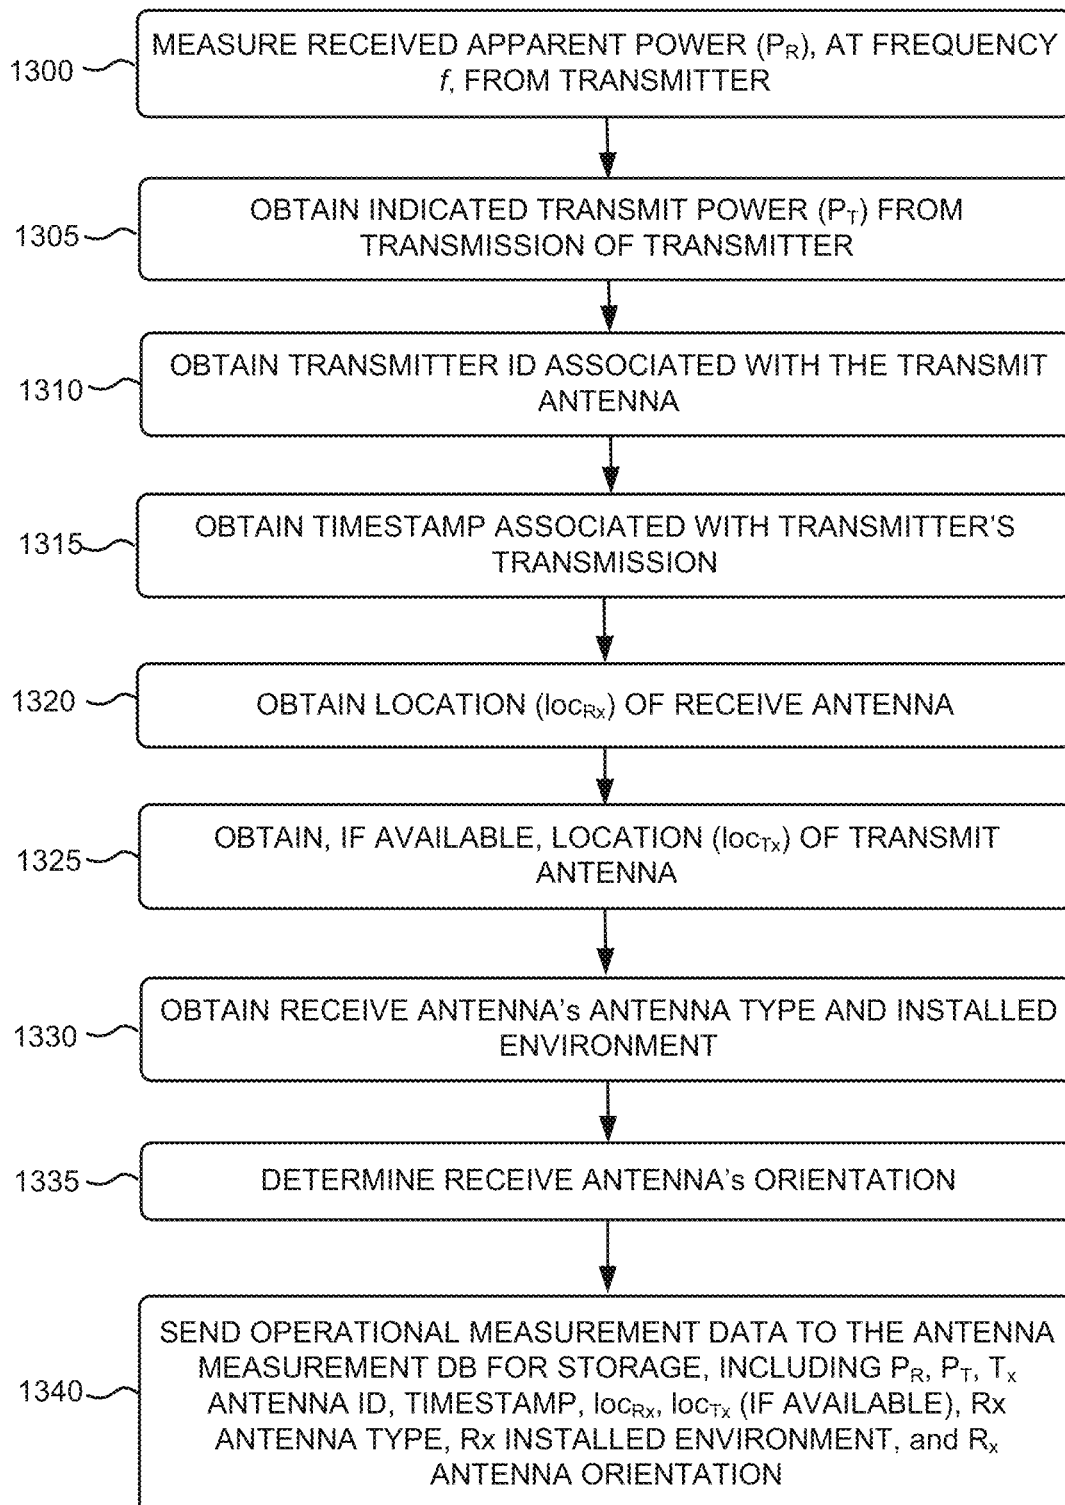 1300
MEASURE RECEIVED APPARENT POWER (PR), AT FREQUENCY
f, FROM TRANSMITTER
1305
OBTAIN INDICATED TRANSMIT POWER (PT) FROM
TRANSMISSION OF TRANSMITTER
1310
OBTAIN TRANSMITTER ID ASSOCIATED WITH THE TRANSMIT
ANTENNA
1315
OBTAIN TIMESTAMP ASSOCIATED WITH TRANSMITTER'S
TRANSMISSION
1320
OBTAIN LOCATION (locRx) OF RECEIVE ANTENNA
1325
OBTAIN, IF AVAILABLE, LOCATION (locTx) OF TRANSMIT
ANTENNA
1330
OBTAIN RECEIVE ANTENNA's ANTENNA TYPE AND INSTALLED
ENVIRONMENT
1335
DETERMINE RECEIVE ANTENNA's ORIENTATION
1340
SEND OPERATIONAL MEASUREMENT DATA TO THE ANTENNA
MEASUREMENT DB FOR STORAGE, INCLUDING PR, PT, Tx
ANTENNA ID, TIMESTAMP, locRx, locTx (IF AVAILABLE), Rx
ANTENNA TYPE, Rx INSTALLED ENVIRONMENT, and Rx
ANTENNA ORIENTATION